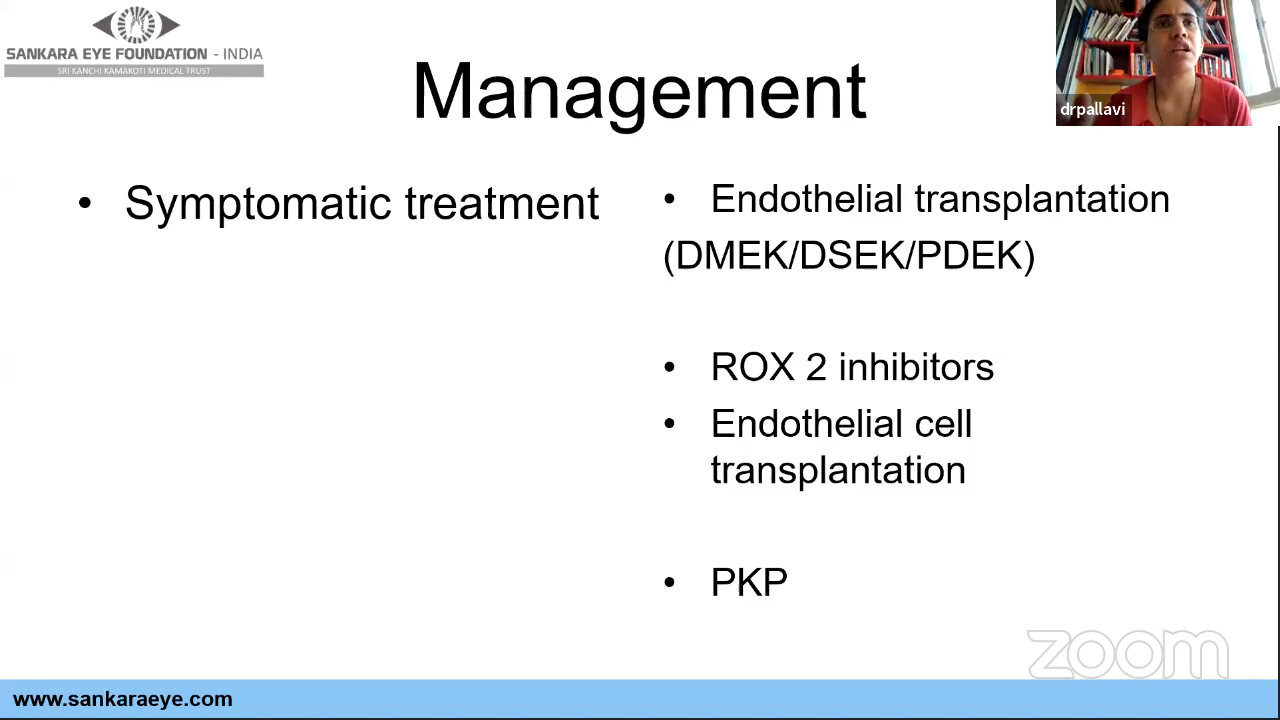 SANKARA EYE FOUNDATION - INDIA
SRI KANCHI KAMAKOTI MEDICAL TRUST
Management
drpallavi
• Symptomatic treatment
• Endothelial transplantation
(DMEK/DSEK/PDEK)
• ROX 2 inhibitors
• Endothelial cell
transplantation
• PKP
zoom
www.sankaraeye.com